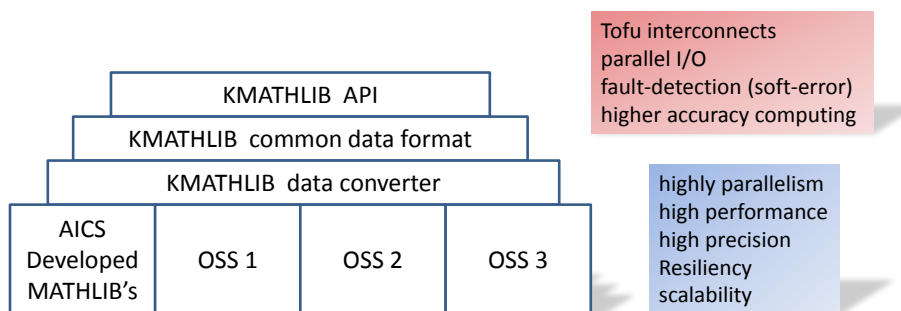 Tofu interconnects
parallel I/O
fault-detection (soft-error)
higher accuracy computing
KMATHLIB API
KMATHLIB common data format
KMATHLIB data converter
AICS
Developed
MATHLIB's
OSS 1
OSS 2
OSS 3
highly parallelism
high performance
high precision
Resiliency
scalability